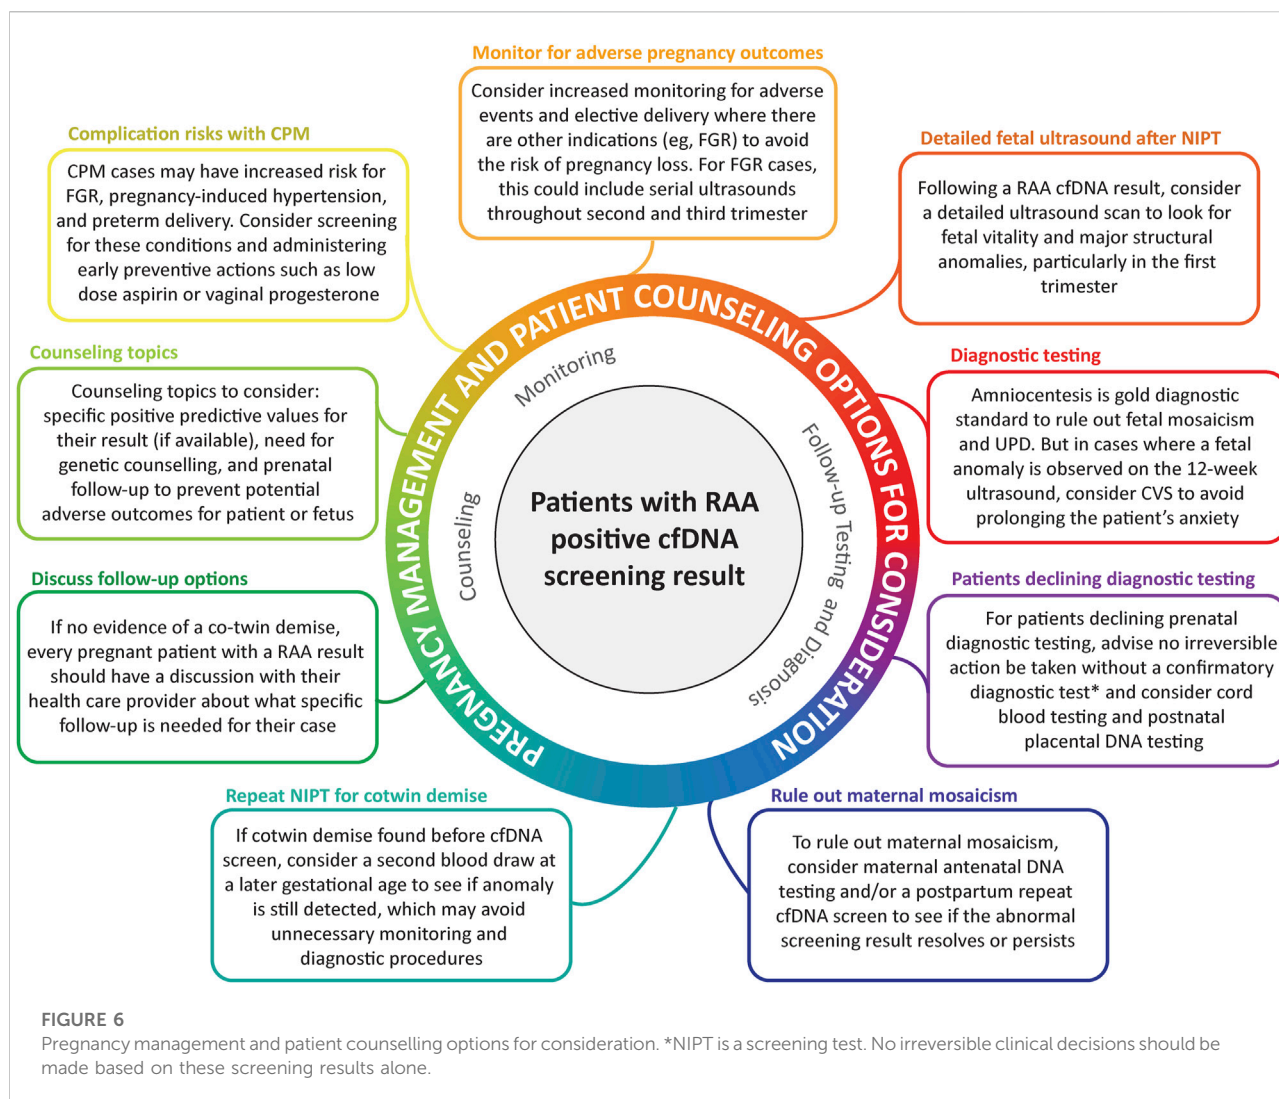 Monitor for adverse pregnancy outcomes
Consider increased monitoring for adverse
events and elective delivery where there
are other indications (eg, FGR) to avoid
the risk of pregnancy loss. For FGR cases,
this could include serial ultrasounds
throughout second and third trimester
Complication risks with CPM
CPM cases may have increased risk for
FGR, pregnancy-induced hypertension,
and preterm delivery. Consider screening
for these conditions and administering
early preventive actions such as low
dose aspirin or vaginal progesterone
Detailed fetal ultrasound after NIPT
Following a RAA cfDNA result, consider
a detailed ultrasound scan to look for
fetal vitality and major structural
anomalies, particularly in the first
trimester
Counseling topics
Counseling topics to consider:
specific positive predictive values for
their result (if available), need for
genetic counselling, and prenatal
follow-up to prevent potential
adverse outcomes for patient or fetus
Diagnostic testing
Amniocentesis is gold diagnostic
standard to rule out fetal mosaicism
and UPD. But in cases where a fetal
anomaly is observed on the 12-week
ultrasound, consider CVS to avoid
prolonging the patient's anxiety
PREGNANCY MANAGEMENT AND PATIENT COUNSELING OPTIONS FOR CONSIDERATION
Monitoring
Counseling
Follow-up Testing and Diagnosis
Patients with RAA
positive cfDNA
screening result
Discuss follow-up options
If no evidence of a co-twin demise,
every pregnant patient with a RAA result
should have a discussion with their
health care provider about what specific
follow-up is needed for their case
Patients declining diagnostic testing
For patients declining prenatal
diagnostic testing, advise no irreversible
action be taken without a confirmatory
diagnostic test* and consider cord
blood testing and postnatal
placental DNA testing
Repeat NIPT for cotwin demise
If cotwin demise found before cfDNA
screen, consider a second blood draw at
a later gestational age to see if anomaly
is still detected, which may avoid
unnecessary monitoring and
diagnostic procedures
Rule out maternal mosaicism
To rule out maternal mosaicism,
consider maternal antenatal DNA
testing and/or a postpartum repeat
cfDNA screen to see if the abnormal
screening result resolves or persists
FIGURE 6
Pregnancy management and patient counselling options for consideration. *NIPT is a screening test. No irreversible clinical decisions should be
made based on these screening results alone.